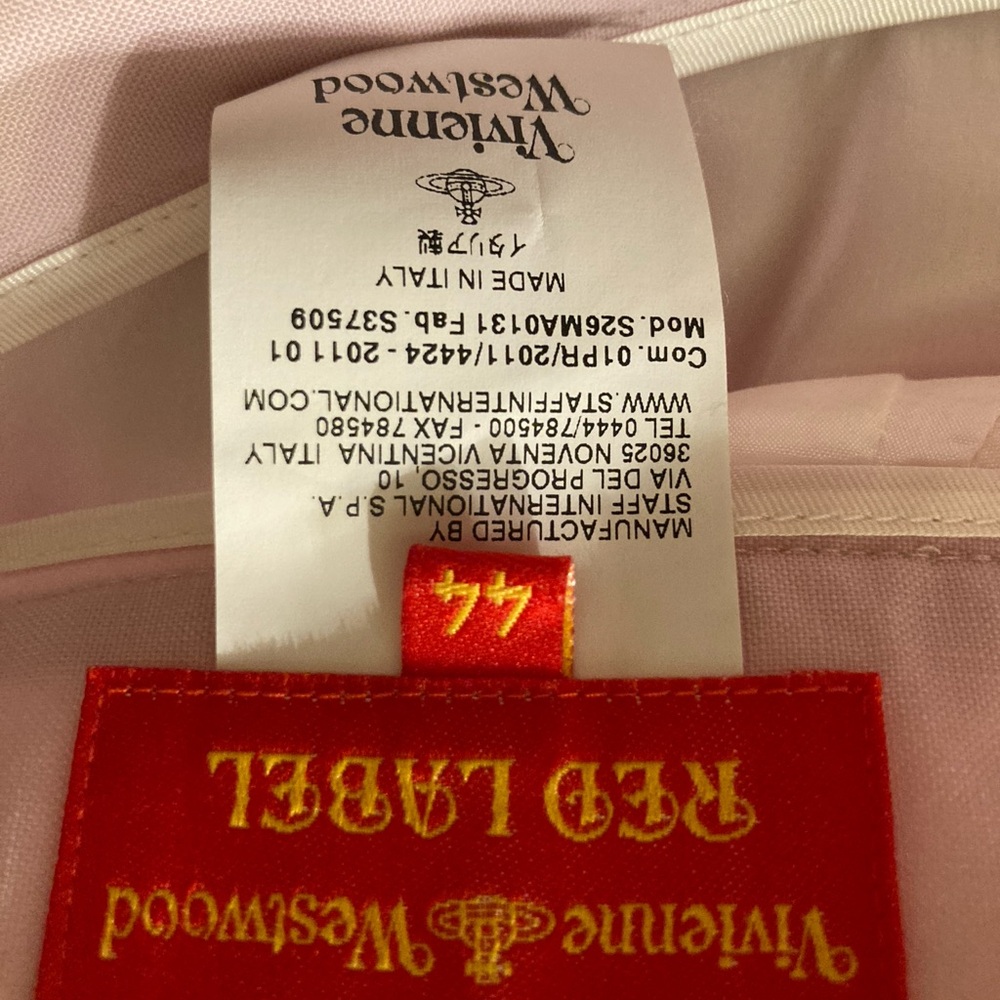 Vivienne
Westwood
イタリア製
MADE IN ITALY
Mod.S26MA0131 Fab.S37509
Com.01PR/2011/4424 - 2011 01
WWW.STAFFINTERNATIONAL.COM
TEL 0444/784500 - FAX 784580
36025 NOVENTA VICENTINA ITALY
VIA DEL PROGRESSO, 10
STAFF INTERNATIONAL S.P.A.
MANUFACTURED BY
44
Vivienne Westwood
RED LABEL